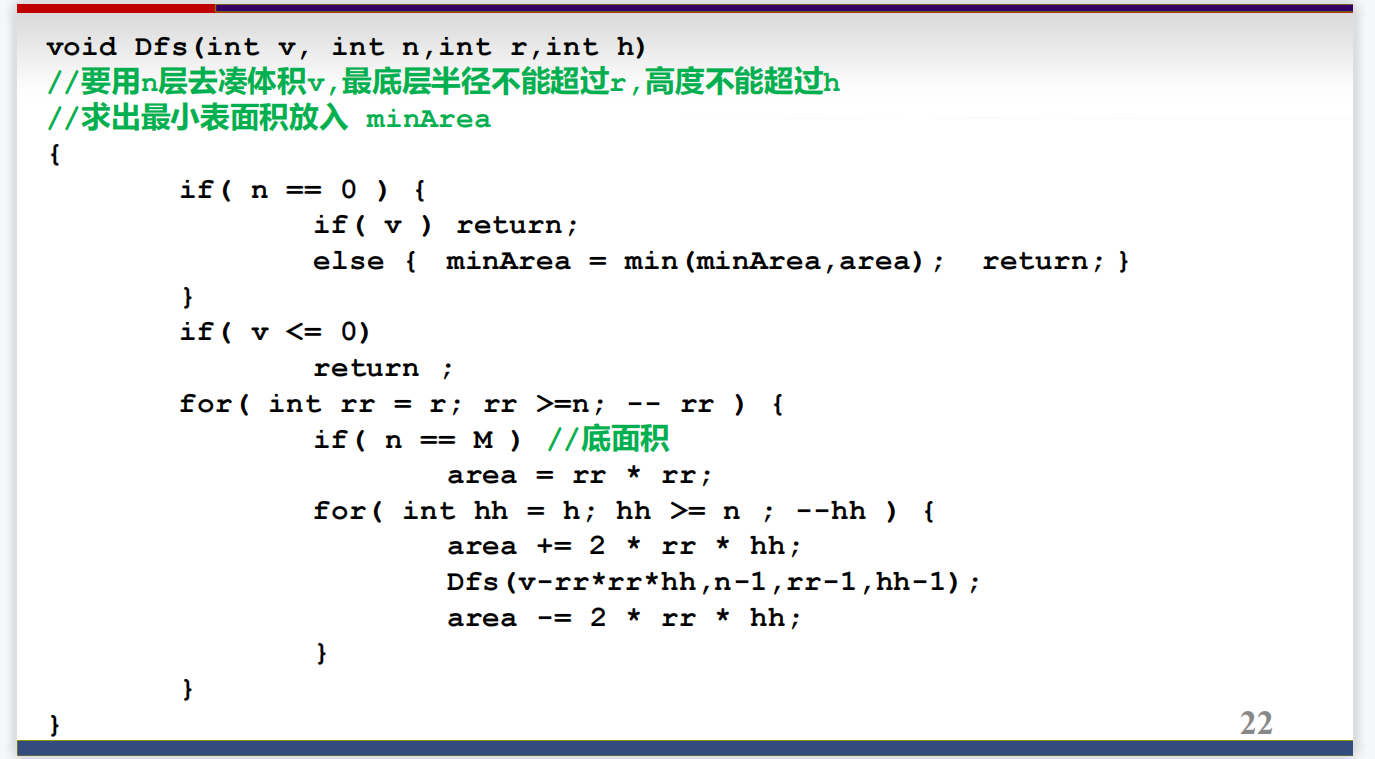 void Dfs(int v, int n,int r,int h)
//要用n层去凑体积v,最底层半径不能超过r,高度不能超过h
//求出最小表面积放入 minArea
{
if( n == 0 ) {
if( v ) return;
else { minArea = min(minArea,area); return; }
}
if( v <= 0)
return ;
for( int rr = r; rr >=n; -- rr ) {
if( n == M ) //底面积
area = rr * rr;
for( int hh = h; hh >= n ; --hh ) {
area += 2 * rr * hh;
Dfs(v-rr*rr*hh,n-1,rr-1,hh-1);
area -= 2 * rr * hh;
}
}
}
22